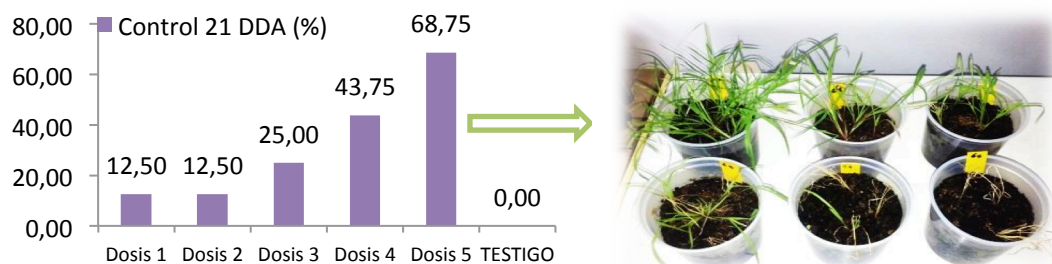 80,00
60,00
40,00
20,00
0,00
Control 21 DDA (%)
12,50
12,50
25,00
43,75
68,75
0,00
Dosis 1
Dosis 2
Dosis 3
Dosis 4
Dosis 5
TESTIGO